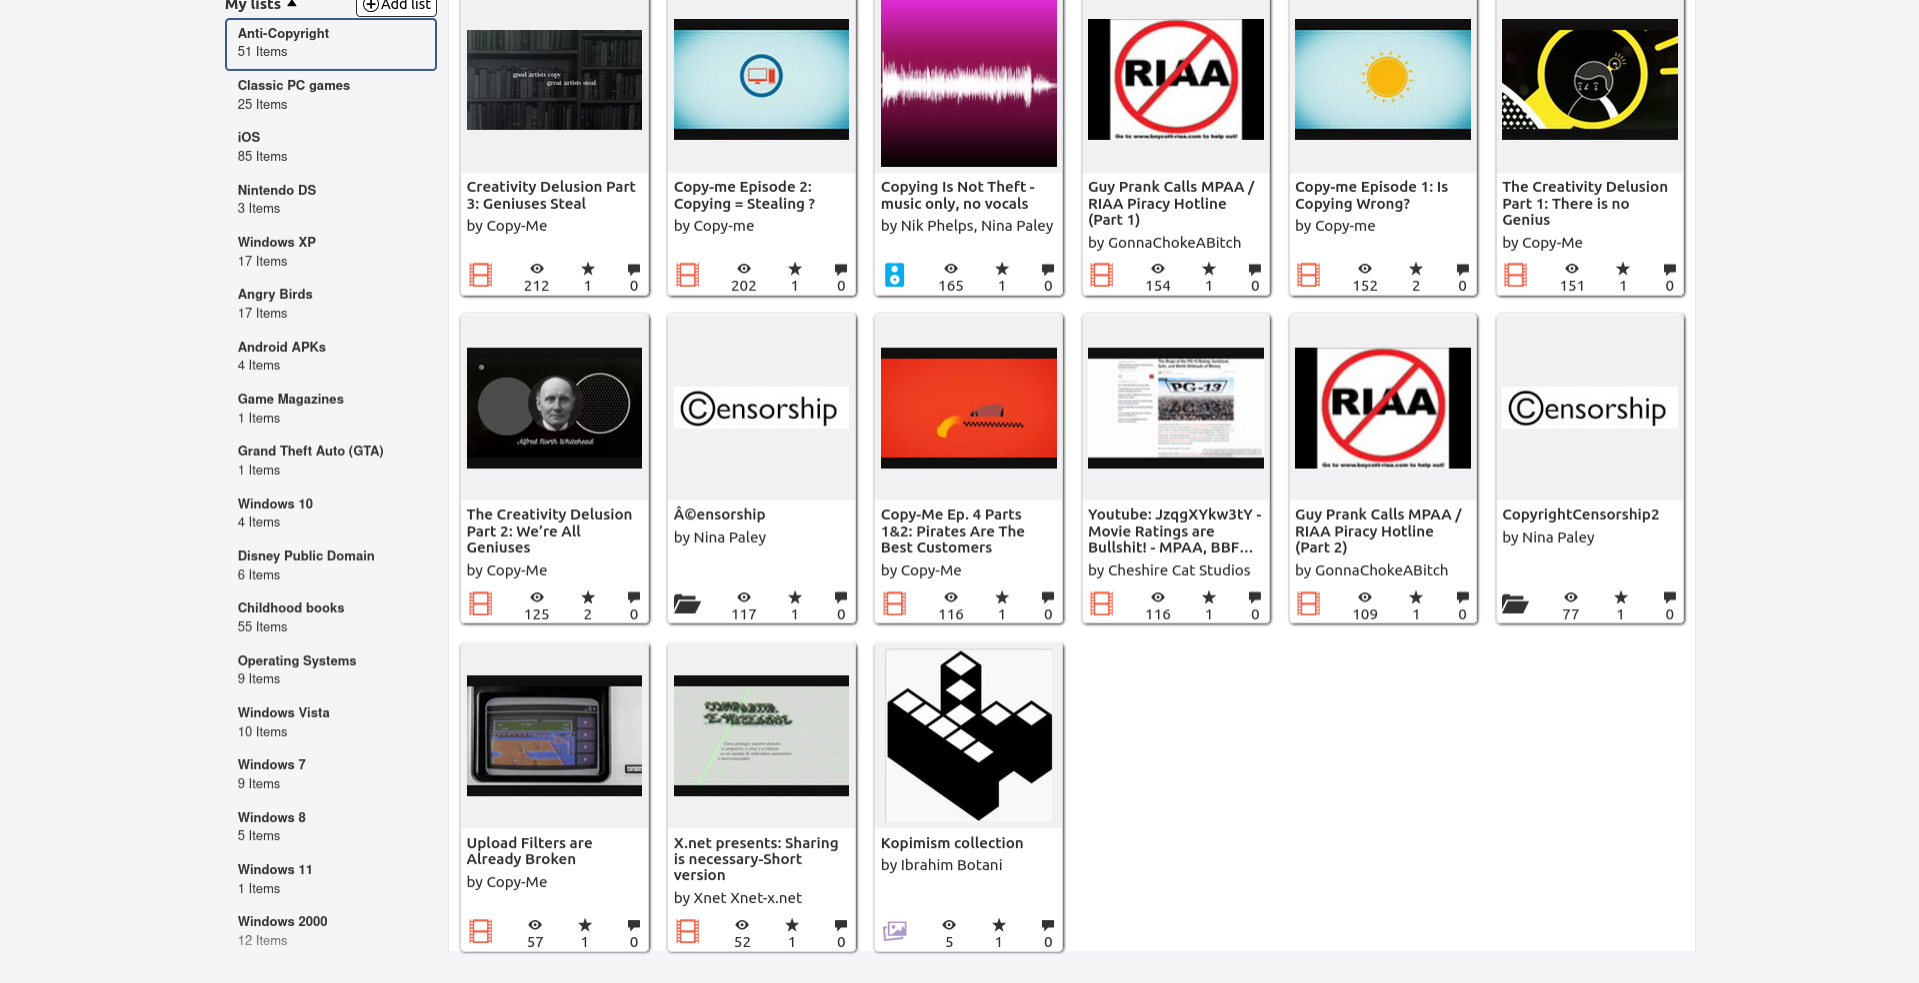 My lists
Add list
Anti-Copyright
51 Items
Classic PC games
25 Items
iOS
85 Items
Nintendo DS
3 Items
Windows XP
17 Items
Angry Birds
17 Items
Android APKs
4 Items
Game Magazines
1 Items
Grand Theft Auto (GTA)
1 Items
Windows 10
4 Items
Disney Public Domain
6 Items
Childhood books
55 Items
Operating Systems
9 Items
Windows Vista
10 Items
Windows 7
9 Items
Windows 8
5 Items
Windows 11
1 Items
Windows 2000
12 Items
good artists copy
great artists steal
Creativity Delusion Part
3: Geniuses Steal
by Copy-Me
212 1 0
Copy-me Episode 2:
Copying = Stealing ?
by Copy-me
202 1 0
Copying Is Not Theft -
music only, no vocals
by Nik Phelps, Nina Paley
165 1 0
RIAA
Go to www.boycott-riaa.com to help out!
Guy Prank Calls MPAA /
RIAA Piracy Hotline
(Part 1)
by GonnaChokeABitch
154 1 0
Copy-me Episode 1: Is
Copying Wrong?
by Copy-me
152 2 0
The Creativity Delusion
Part 1: There is no
Genius
by Copy-Me
151 1 0
Alfred North Whitehead
The Creativity Delusion
Part 2: We’re All
Geniuses
by Copy-Me
125 2 0
©ensorship
Â©ensorship
by Nina Paley
117 1 0
Copy-Me Ep. 4 Parts
1&2: Pirates Are The
Best Customers
by Copy-Me
116 1 0
PG-13
Youtube: JzqgXYkw3tY -
Movie Ratings are
Bullshit! - MPAA, BBF...
by Cheshire Cat Studios
116 1 0
RIAA
Go to www.boycott-riaa.com to help out!
Guy Prank Calls MPAA /
RIAA Piracy Hotline
(Part 2)
by GonnaChokeABitch
109 1 0
©ensorship
CopyrightCensorship2
by Nina Paley
77 1 0
Upload Filters are
Already Broken
by Copy-Me
57 1 0
X.net presents: Sharing
is necessary-Short
version
by Xnet Xnet-x.net
52 1 0
Kopimism collection
by Ibrahim Botani
5 1 0